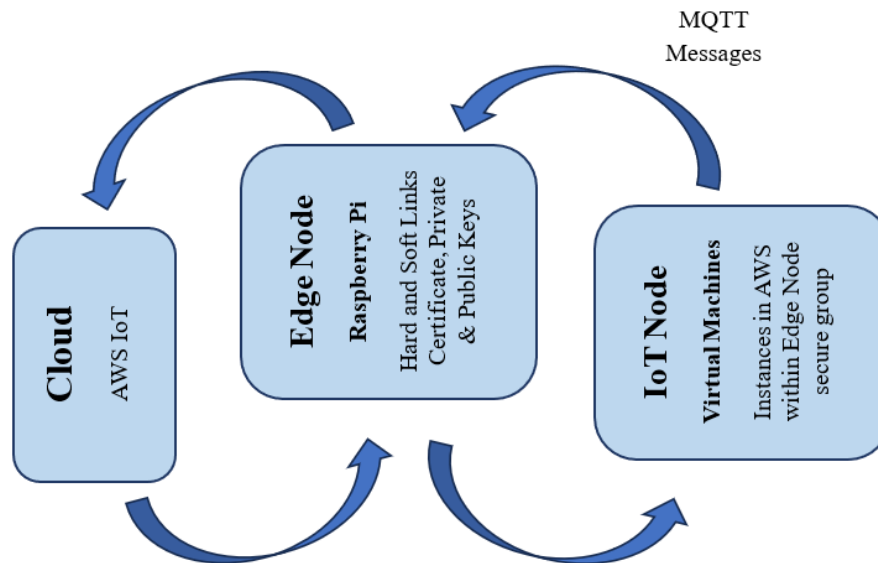 MQTT
Messages
Cloud
AWS IoT
Edge Node
Raspberry Pi
Hard and Soft Links
Certificate, Private
& Public Keys
IoT Node
Virtual Machines
Instances in AWS
within Edge Node
secure group